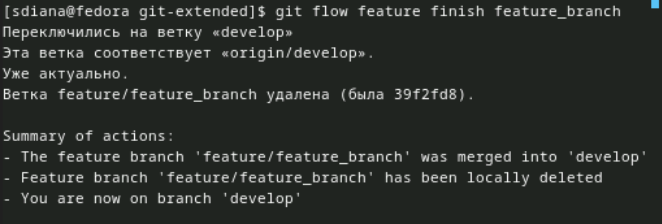 [sdiana@fedora git-extended]$ git flow feature finish feature_branch
Переключились на ветку «develop»
Эта ветка соответствует «origin/develop».
Уже актуально.
Ветка feature/feature_branch удалена (была 39f2fd8).

Summary of actions:
- The feature branch 'feature/feature_branch' was merged into 'develop'
- Feature branch 'feature/feature_branch' has been locally deleted
- You are now on branch 'develop'